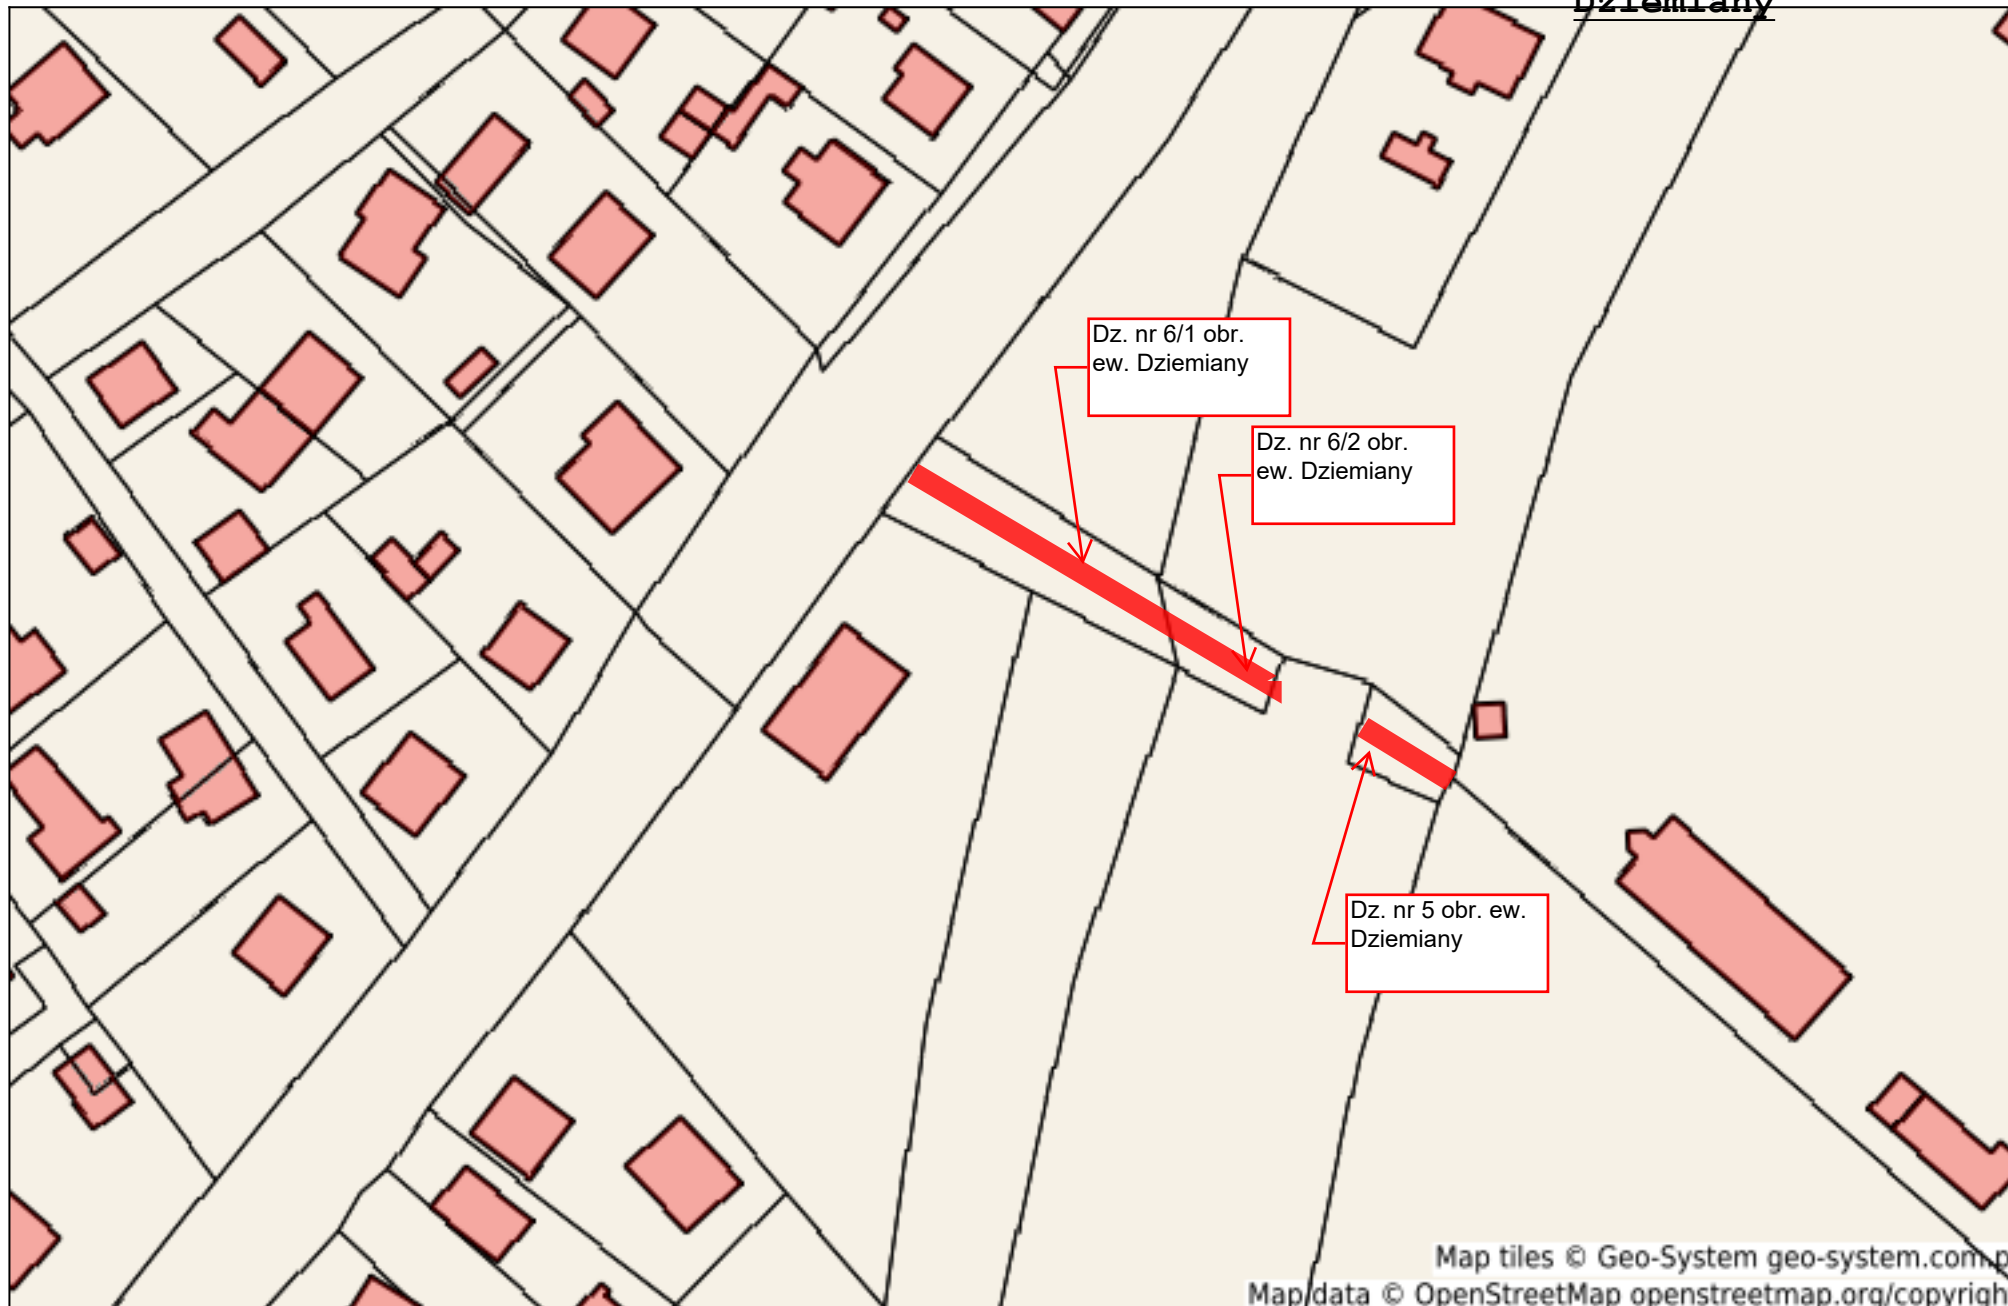 Dziemiany
Dz. nr 6/1 obr.
ew. Dziemiany
Dz. nr 6/2 obr.
ew. Dziemiany
Dz. nr 5 obr. ew.
Dziemiany
Map tiles © Geo-System geo-system.com.p
Map data © OpenStreetMap openstreetmap.org/copyrigh